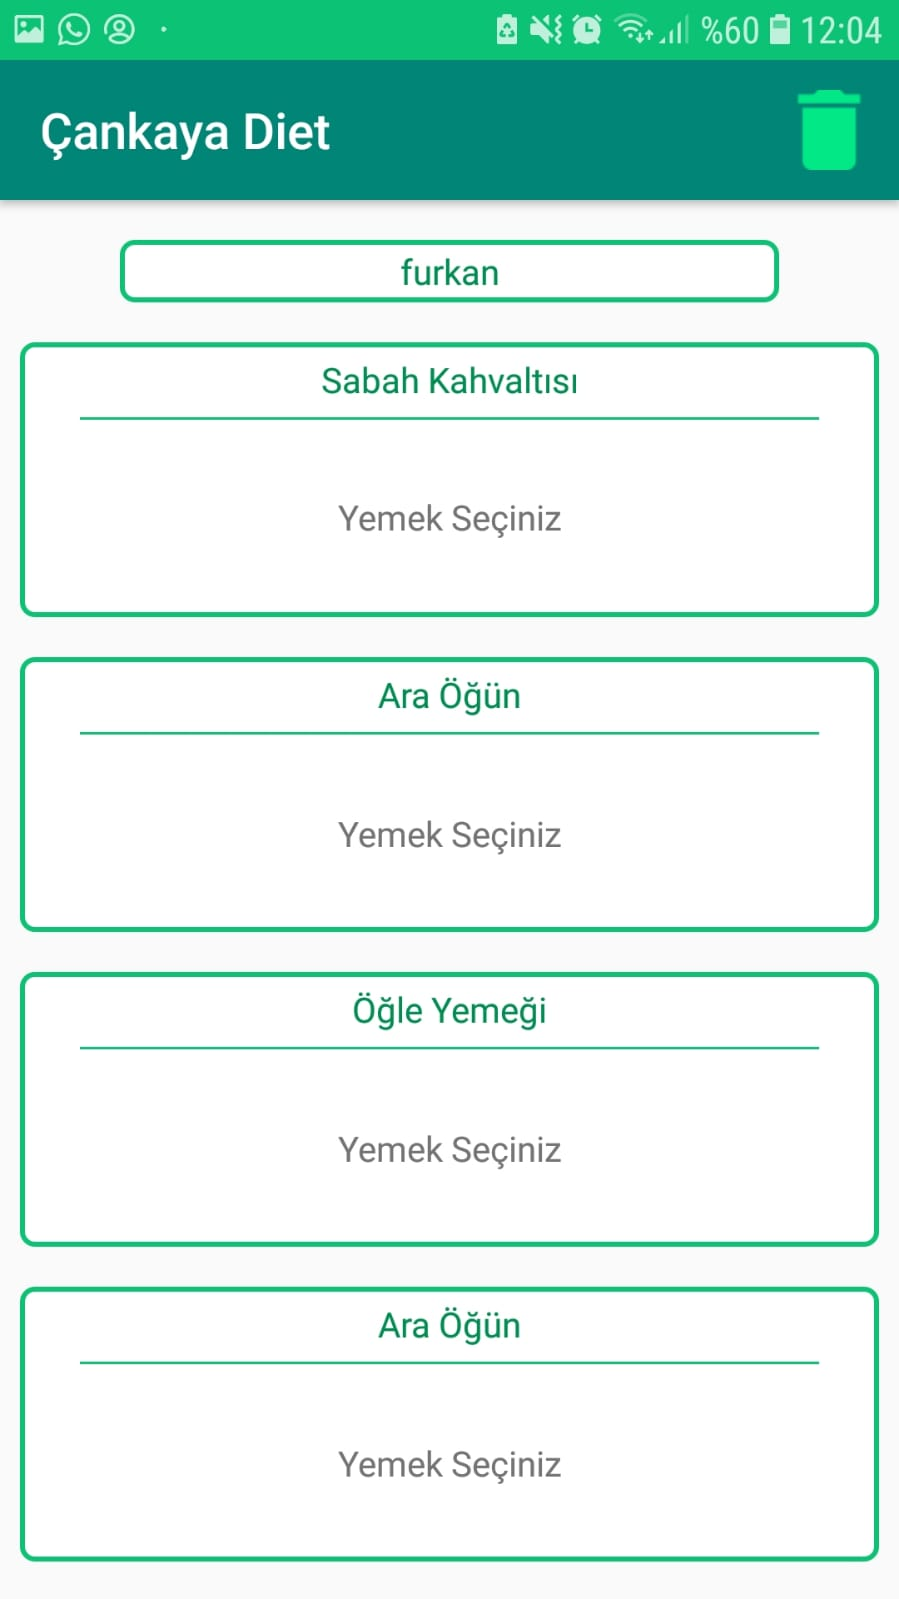 %60 12:04
Çankaya Diet
furkan
Sabah Kahvaltısı
Yemek Seçiniz
Ara Öğün
Yemek Seçiniz
Öğle Yemeği
Yemek Seçiniz
Ara Öğün
Yemek Seçiniz